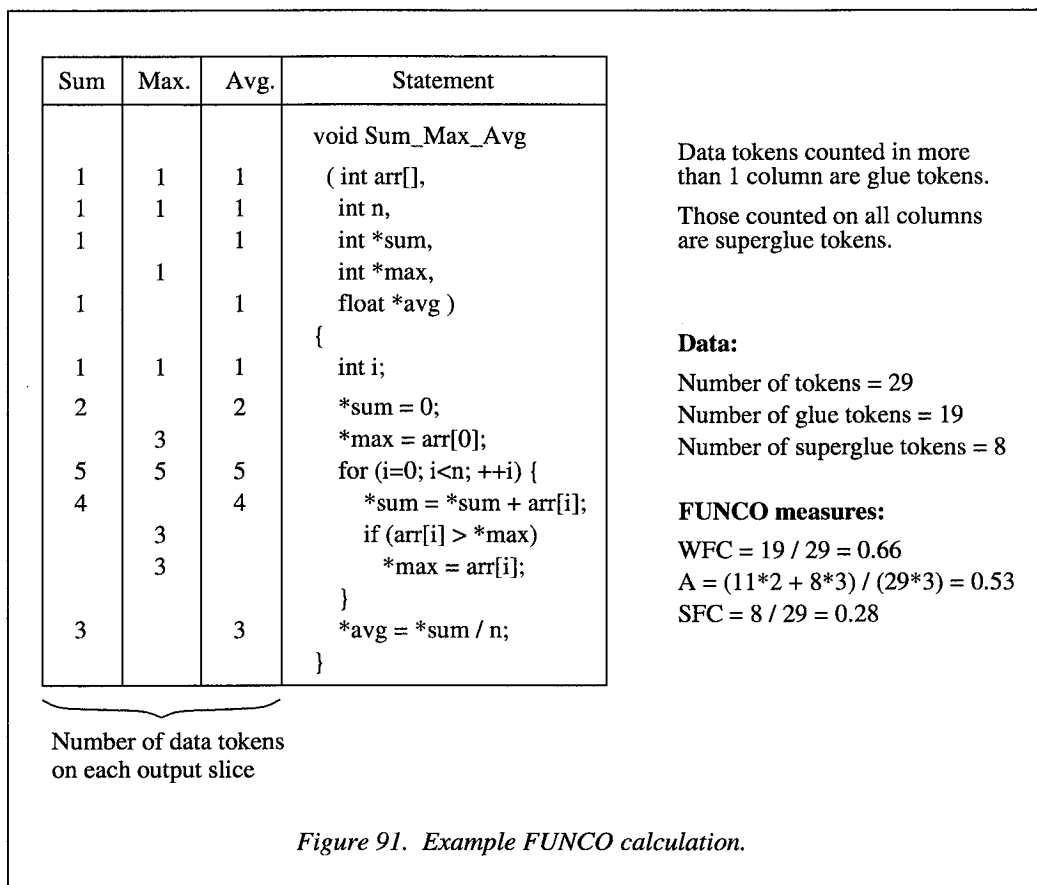 Sum Max. Avg. Statement
void Sum_Max_Avg
1 1 1 ( int arr[],
1 1 1 int n,
1 1 int *sum,
1 int *max,
1 1 float *avg )
{
1 1 1 int i;
2 2 *sum = 0;
3 *max = arr[0];
5 5 5 for (i=0; i<n; ++i) {
4 4 *sum = *sum + arr[i];
3 if (arr[i] > *max)
3 *max = arr[i];
}
3 3 *avg = *sum / n;
}
Number of data tokens
on each output slice
Data tokens counted in more
than 1 column are glue tokens.
Those counted on all columns
are superglue tokens.
Data:
Number of tokens = 29
Number of glue tokens = 19
Number of superglue tokens = 8
FUNCO measures:
WFC = 19 / 29 = 0.66
A = (11*2 + 8*3) / (29*3) = 0.53
SFC = 8 / 29 = 0.28
Figure 91. Example FUNCO calculation.